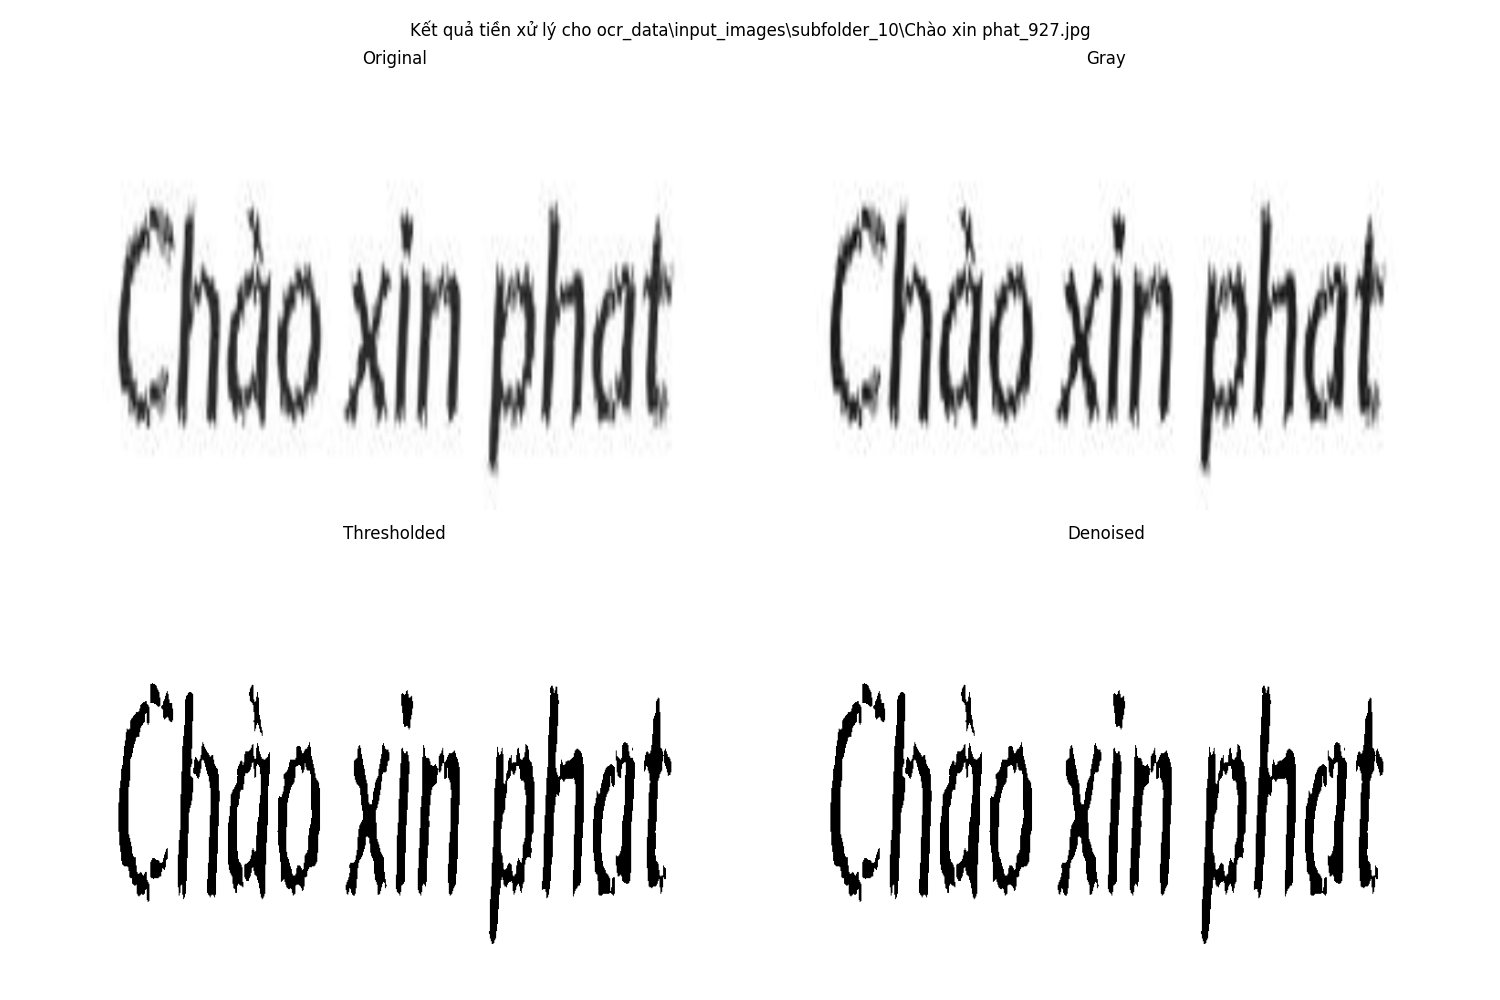 Kết quả tiền xử lý cho ocr_data\input_images\subfolder_10\Chào xin phat_927.jpg
Original
Gray
Chào xin phat
Chào xin phat
Thresholded
Denoised
Chào xin phat
Chào xin phat